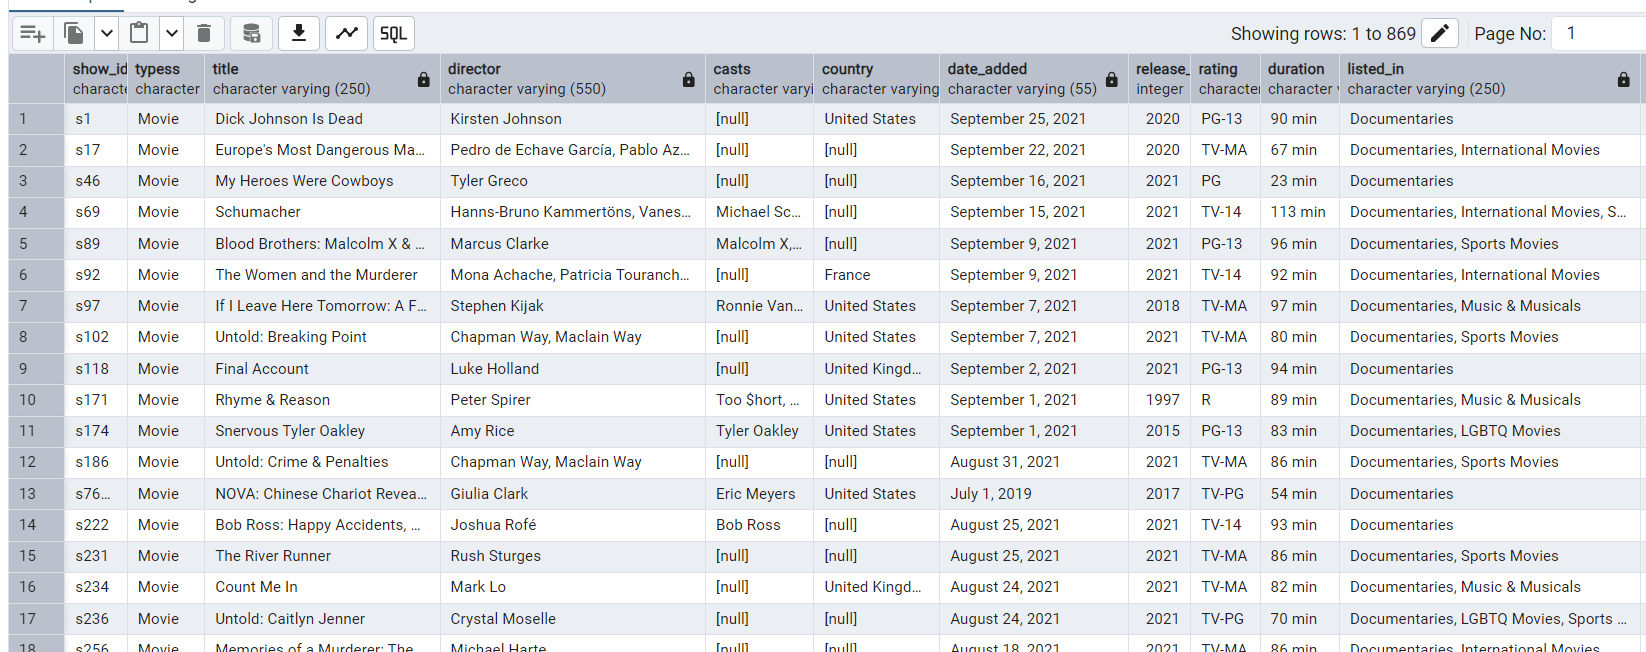 SQL Showing rows: 1 to 869 Page No: 1
show_id typess title director casts country date_added release_ rating duration listed_in
characte character character varying (250) character varying (550) character varyi character varying character varying (55) integer character character v character varying (250)
1 s1 Movie Dick Johnson Is Dead Kirsten Johnson [null] United States September 25, 2021 2020 PG-13 90 min Documentaries
2 s17 Movie Europe's Most Dangerous Ma... Pedro de Echave García, Pablo Az... [null] [null] September 22, 2021 2020 TV-MA 67 min Documentaries, International Movies
3 s46 Movie My Heroes Were Cowboys Tyler Greco [null] [null] September 16, 2021 2021 PG 23 min Documentaries
4 s69 Movie Schumacher Hanns-Bruno Kammertöns, Vanes... Michael Sc... [null] September 15, 2021 2021 TV-14 113 min Documentaries, International Movies, S...
5 s89 Movie Blood Brothers: Malcolm X & ... Marcus Clarke Malcolm X,... [null] September 9, 2021 2021 PG-13 96 min Documentaries, Sports Movies
6 s92 Movie The Women and the Murderer Mona Achache, Patricia Touranch... [null] France September 9, 2021 2021 TV-14 92 min Documentaries, International Movies
7 s97 Movie If I Leave Here Tomorrow: A F... Stephen Kijak Ronnie Van... United States September 7, 2021 2018 TV-MA 97 min Documentaries, Music & Musicals
8 s102 Movie Untold: Breaking Point Chapman Way, Maclain Way [null] United States September 7, 2021 2021 TV-MA 80 min Documentaries, Sports Movies
9 s118 Movie Final Account Luke Holland [null] United Kingd... September 2, 2021 2021 PG-13 94 min Documentaries
10 s171 Movie Rhyme & Reason Peter Spirer Too $hort, ... United States September 1, 2021 1997 R 89 min Documentaries, Music & Musicals
11 s174 Movie Snervous Tyler Oakley Amy Rice Tyler Oakley United States September 1, 2021 2015 PG-13 83 min Documentaries, LGBTQ Movies
12 s186 Movie Untold: Crime & Penalties Chapman Way, Maclain Way [null] [null] August 31, 2021 2021 TV-MA 86 min Documentaries, Sports Movies
13 s76... Movie NOVA: Chinese Chariot Revea... Giulia Clark Eric Meyers United States July 1, 2019 2017 TV-PG 54 min Documentaries
14 s222 Movie Bob Ross: Happy Accidents, ... Joshua Rofé Bob Ross [null] August 25, 2021 2021 TV-14 93 min Documentaries
15 s231 Movie The River Runner Rush Sturges [null] [null] August 25, 2021 2021 TV-MA 86 min Documentaries, Sports Movies
16 s234 Movie Count Me In Mark Lo [null] United Kingd... August 24, 2021 2021 TV-MA 82 min Documentaries, Music & Musicals
17 s236 Movie Untold: Caitlyn Jenner Crystal Moselle [null] [null] August 24, 2021 2021 TV-PG 70 min Documentaries, LGBTQ Movies, Sports ...
18 s256 Movie Memories of a Murderer: The Michael Harte [null] [null] August 18, 2021 2021 TV-MA 86 min Documentaries, International Movies